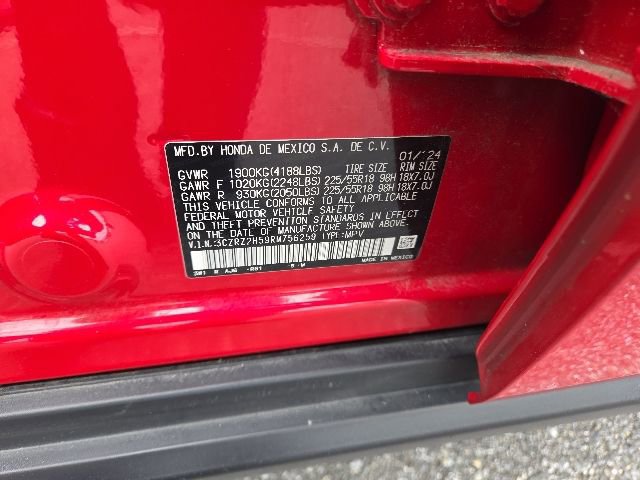 MFD.BY HONDA DE MEXICO S.A. DE C.V. 01/'24
GVWR 1900KG(4188LBS) TIRE SIZE RIM SIZE
GAWR F 1020KG(2248LBS) 225/55R18 98H 18X7.0J
GAWR R 930KG(2050LBS) 225/55R18 98H 18X7.0J
THIS VEHICLE CONFORMS TO ALL APPLICABLE
FEDERAL MOTOR VEHICLE SAFETY
AND THEFT PREVENTION STANDARDS IN EFFECT
ON THE DATE OF MANUFACTURE SHOWN ABOVE.
V.I.N.:3CZRZ2H59RM756259 TYPE:MPV
MADE IN MEXICO